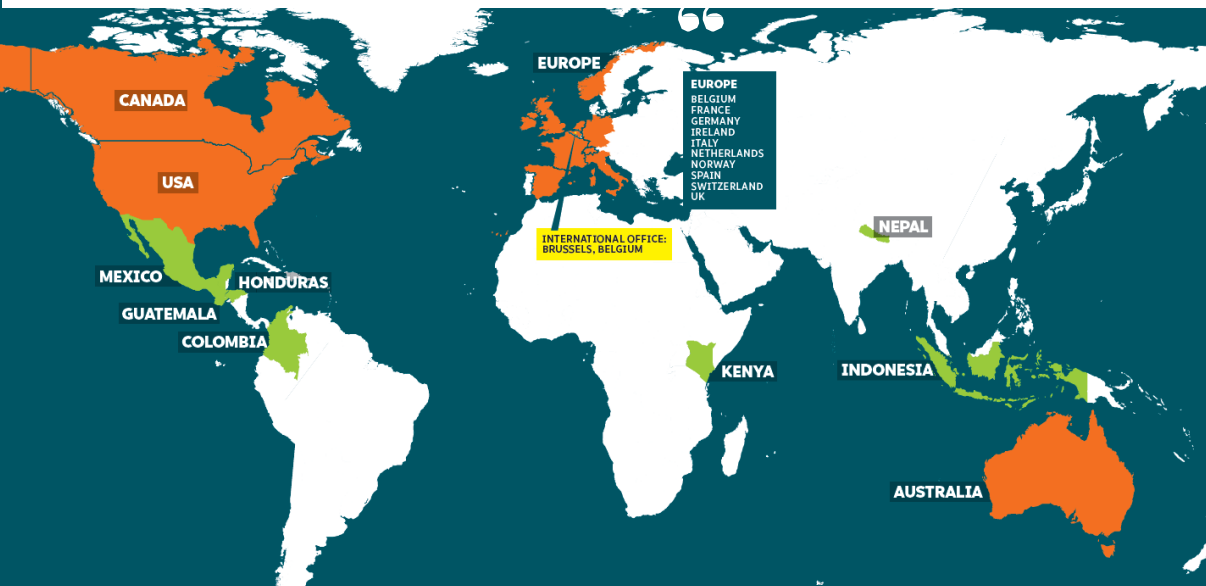 “
EUROPE
EUROPE
BELGIUM
FRANCE
GERMANY
IRELAND
ITALY
NETHERLANDS
NORWAY
SPAIN
SWITZERLAND
UK
CANADA
USA
NEPAL
INTERNATIONAL OFFICE:
BRUSSELS, BELGIUM
MEXICO
HONDURAS
GUATEMALA
COLOMBIA
KENYA
INDONESIA
AUSTRALIA